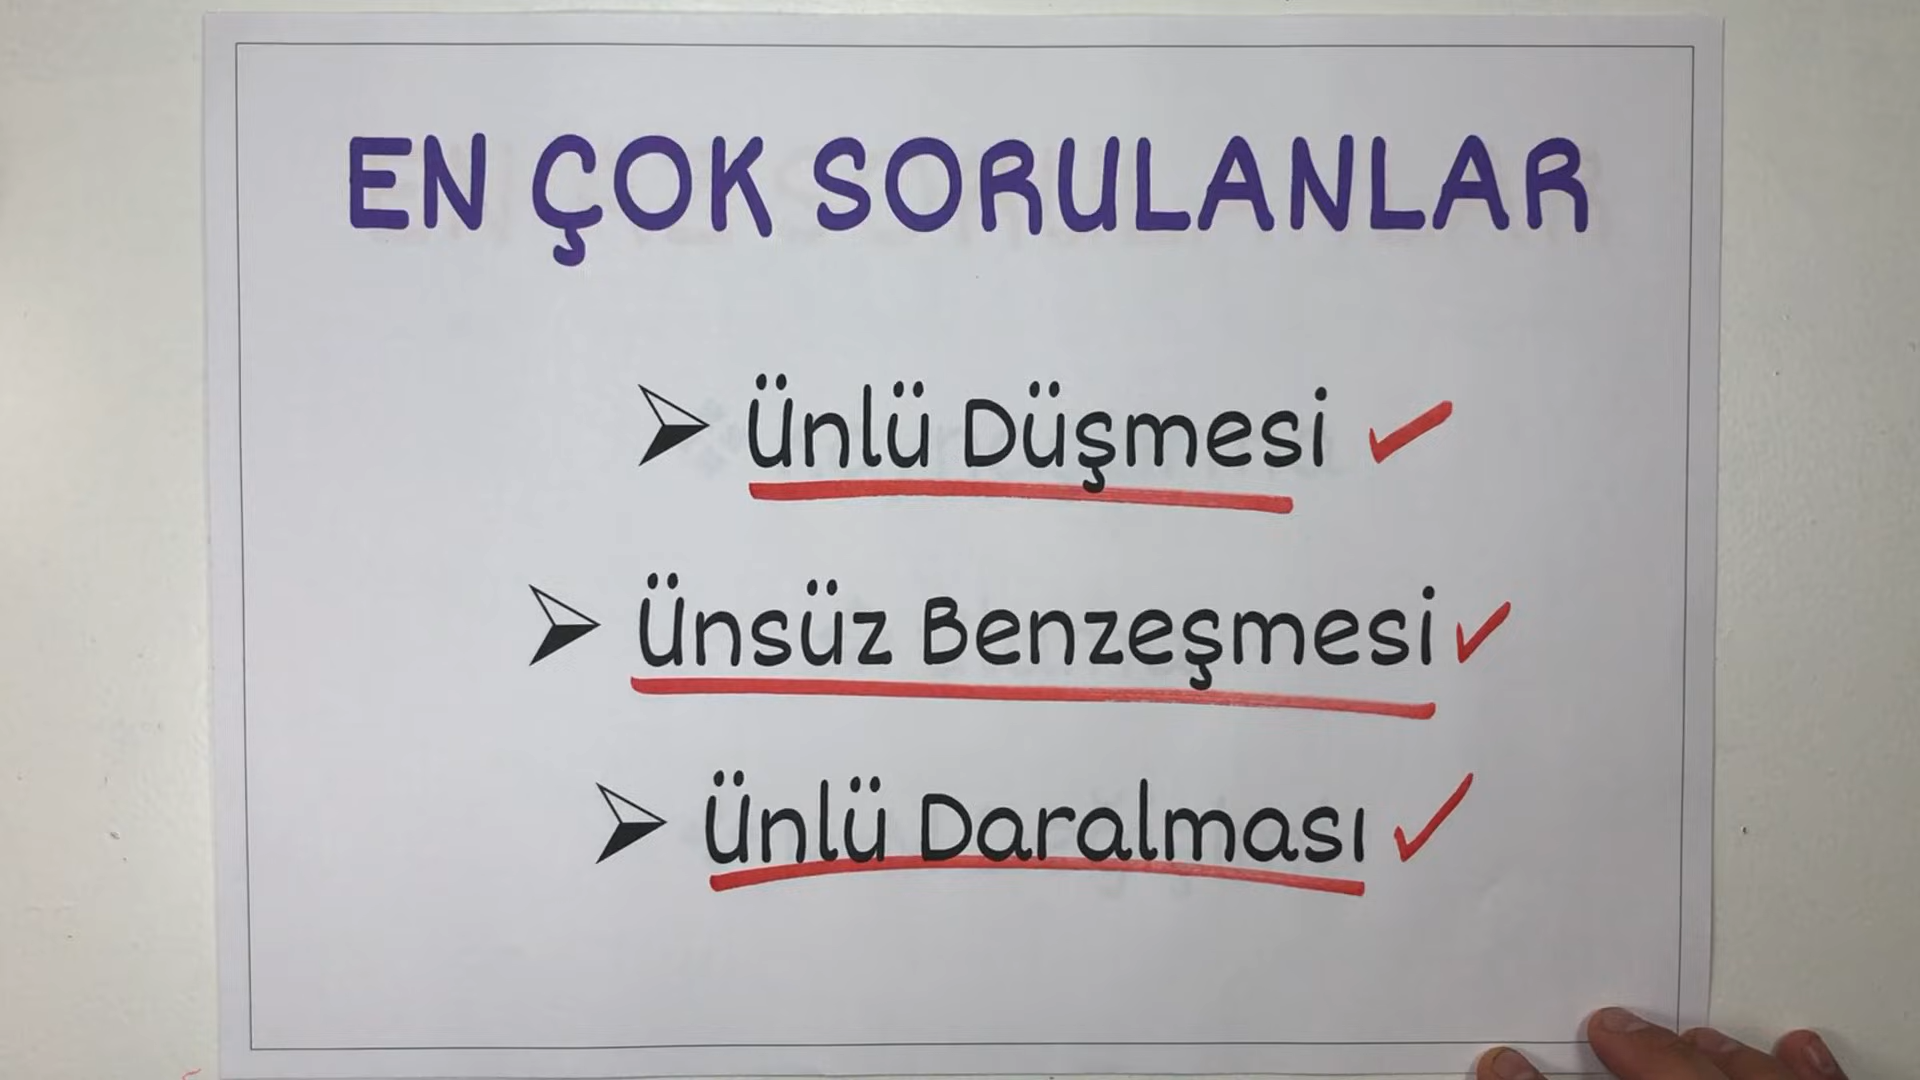 EN ÇOK SORULANLAR
Ünlü Düşmesi
Ünsüz Benzeşmesi
Ünlü Daralması